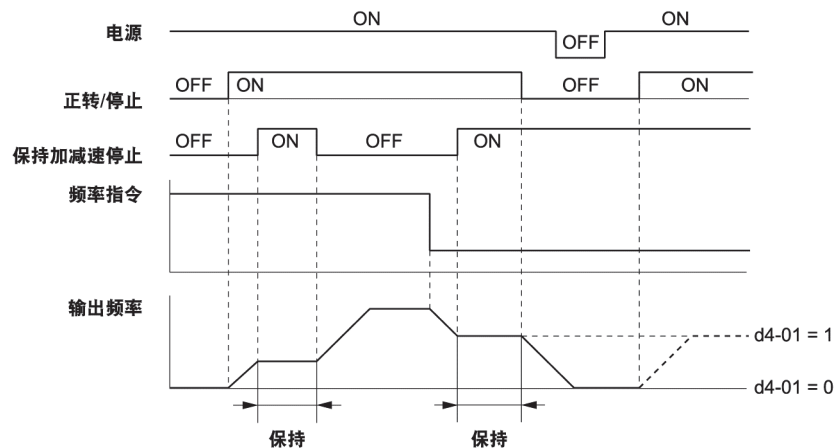 电源
ON
OFF
ON
正转/停止
OFF
ON
OFF
ON
保持加减速停止
OFF
ON
OFF
ON
频率指令
输出频率
d4-01 = 1
d4-01 = 0
保持
保持